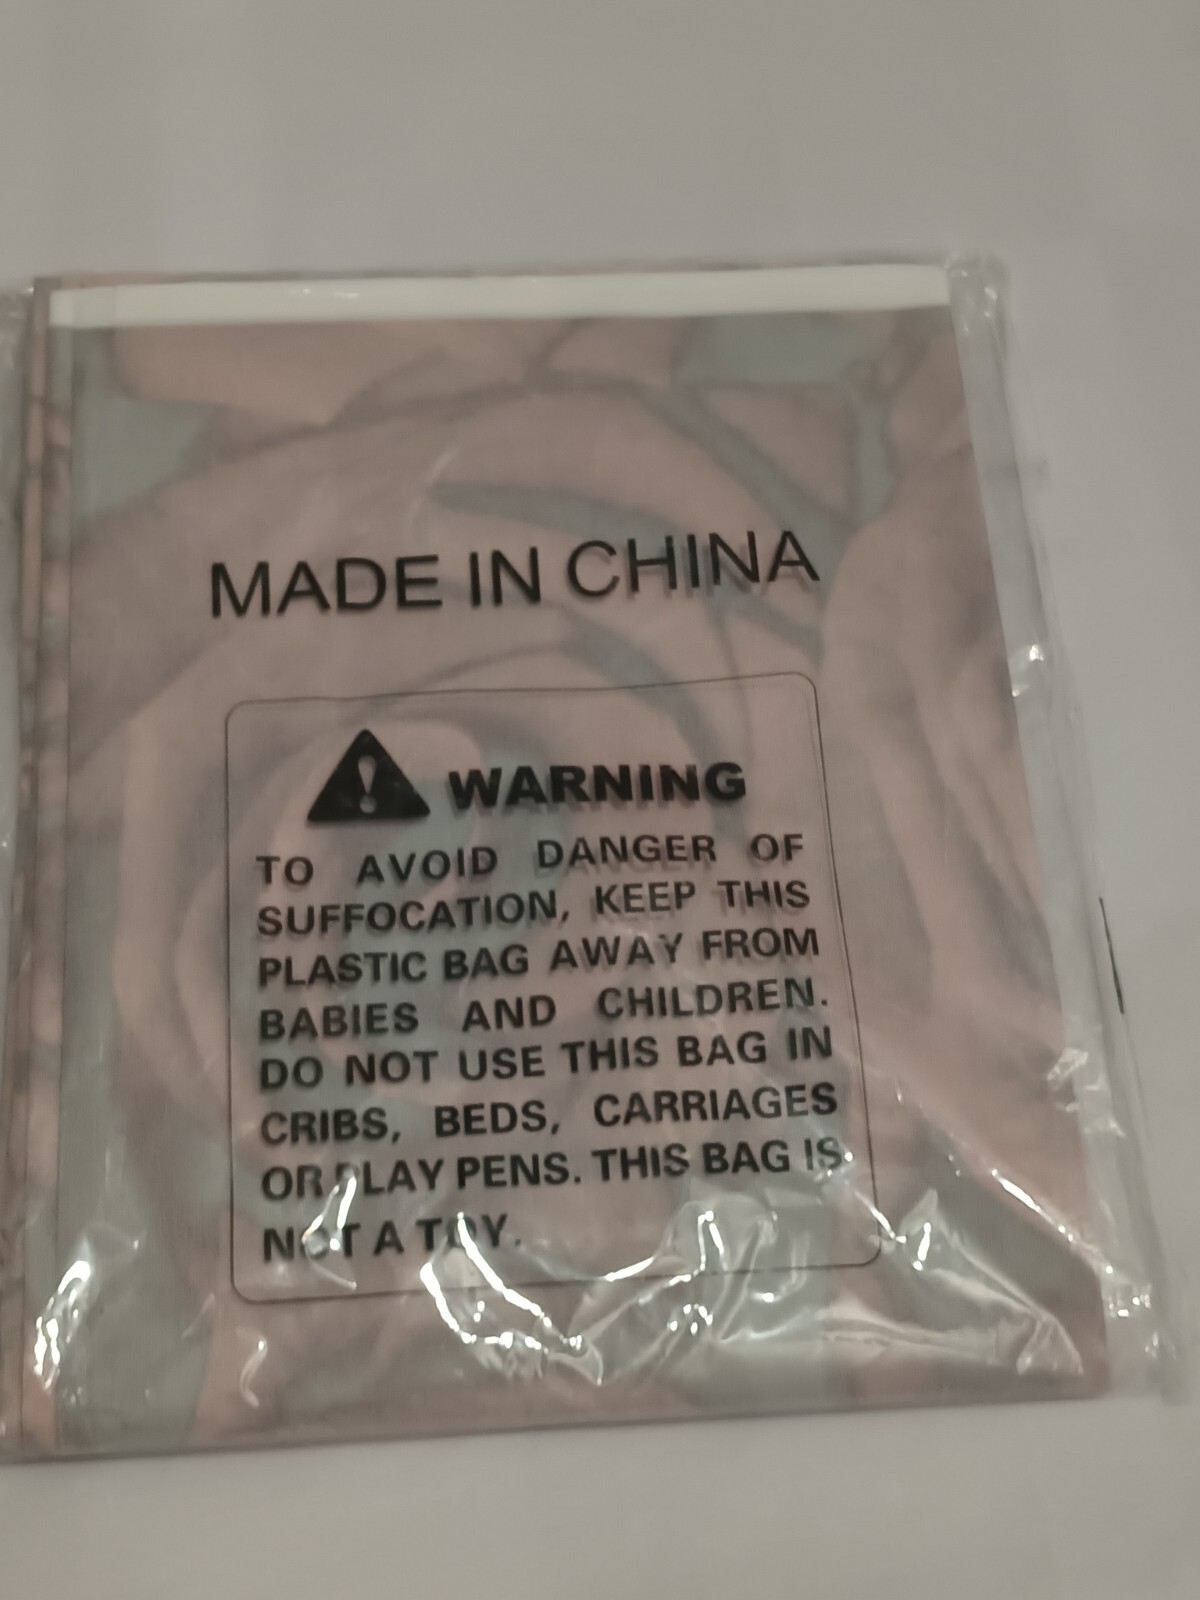 MADE IN CHINA
WARNING
TO AVOID DANGER OF
SUFFOCATION, KEEP THIS
PLASTIC BAG AWAY FROM
BABIES AND CHILDREN.
DO NOT USE THIS BAG IN
CRIBS, BEDS, CARRIAGES
OR PLAY PENS. THIS BAG IS
NOT A TOY.